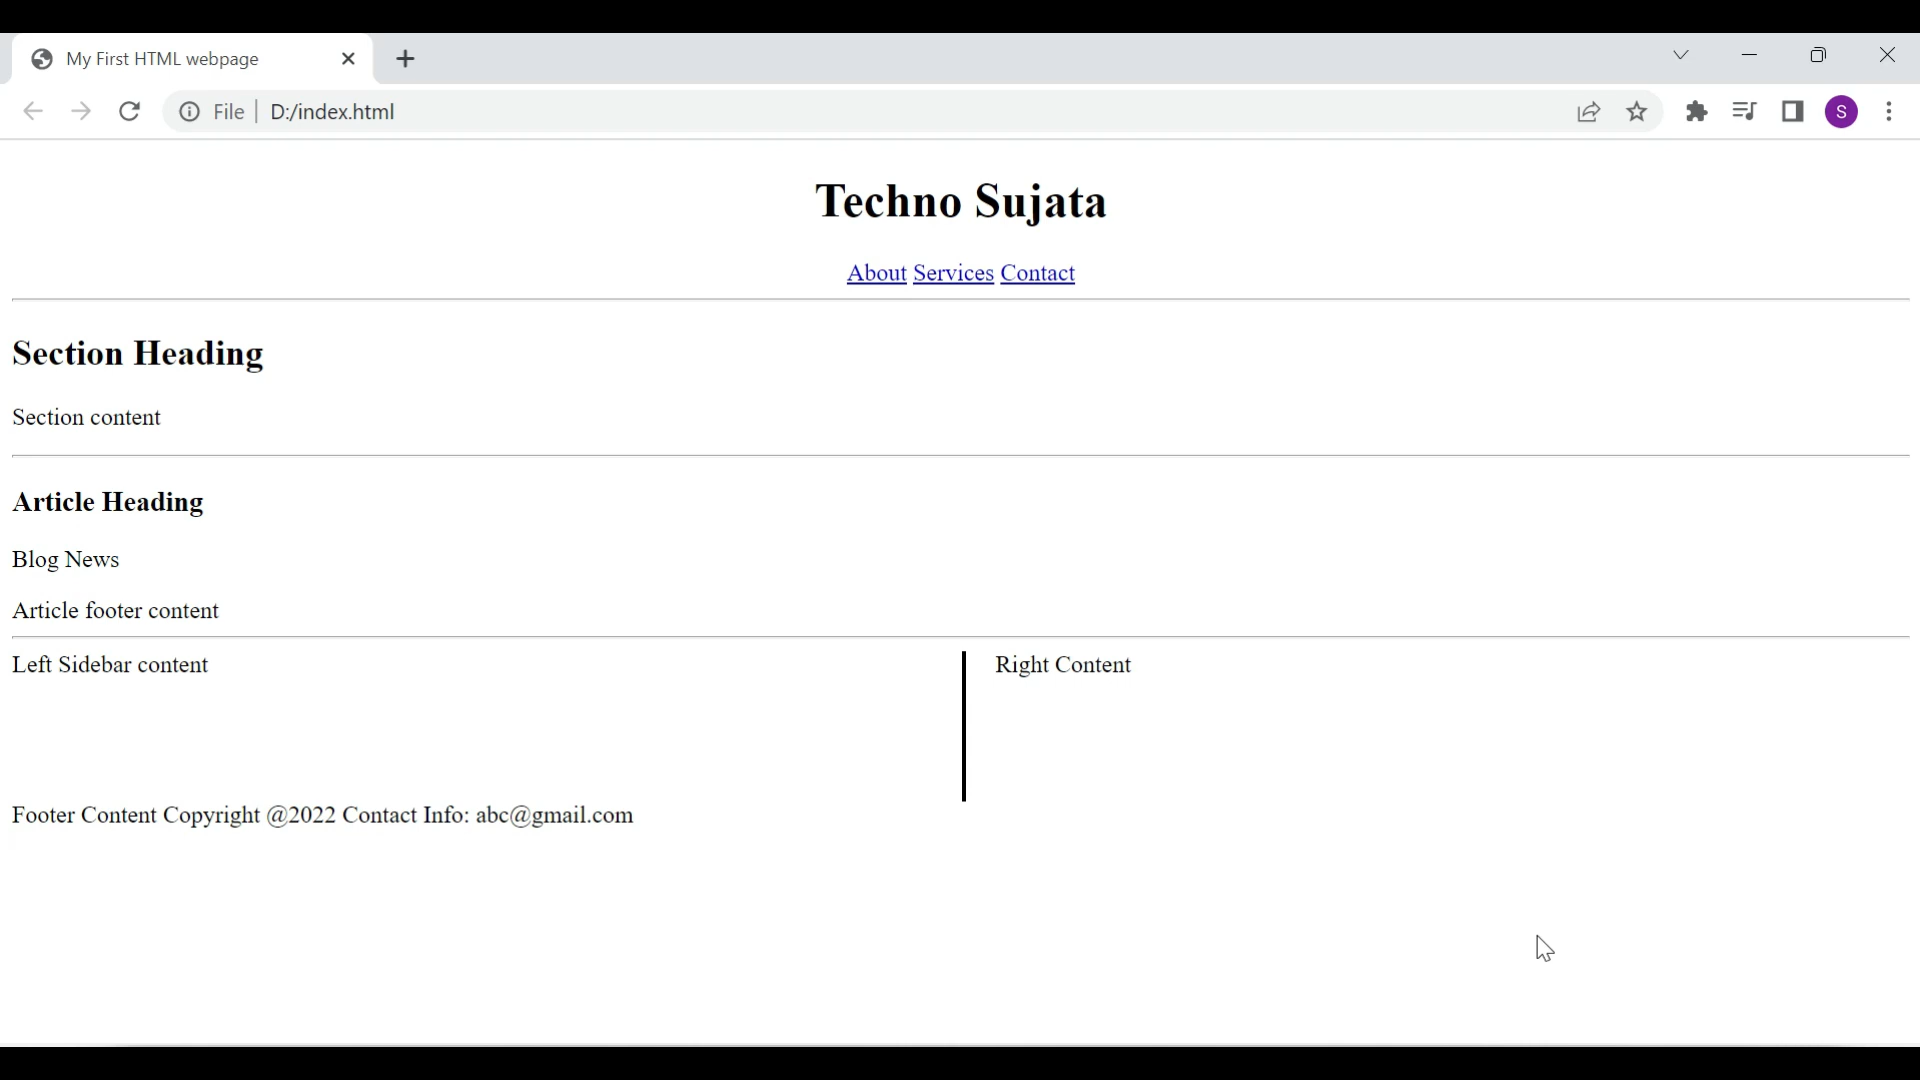 My First HTML webpage
File | D:/index.html
S
Techno Sujata
About Services Contact
Section Heading
Section content
Article Heading
Blog News
Article footer content
Left Sidebar content
Right Content
Footer Content Copyright @2022 Contact Info: abc@gmail.com